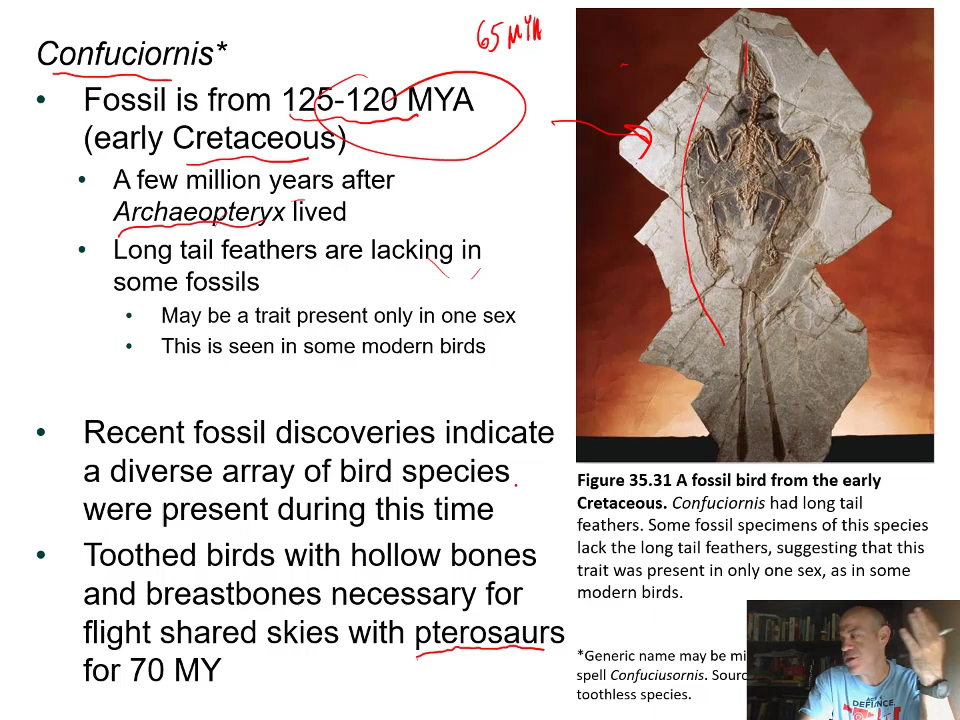 65 MYA
Confuciornis*
• Fossil is from 125-120 MYA
(early Cretaceous)
• A few million years after
Archaeopteryx lived
• Long tail feathers are lacking in
some fossils
• May be a trait present only in one sex
• This is seen in some modern birds
• Recent fossil discoveries indicate
a diverse array of bird species
were present during this time
• Toothed birds with hollow bones
and breastbones necessary for
flight shared skies with pterosaurs
for 70 MY
Figure 35.31 A fossil bird from the early
Cretaceous. Confuciornis had long tail
feathers. Some fossil specimens of this species
lack the long tail feathers, suggesting that this
trait was present in only one sex, as in some
modern birds.
*Generic name may be mi
spell Confuciusornis. Sourc
toothless species.
DEFIANCE